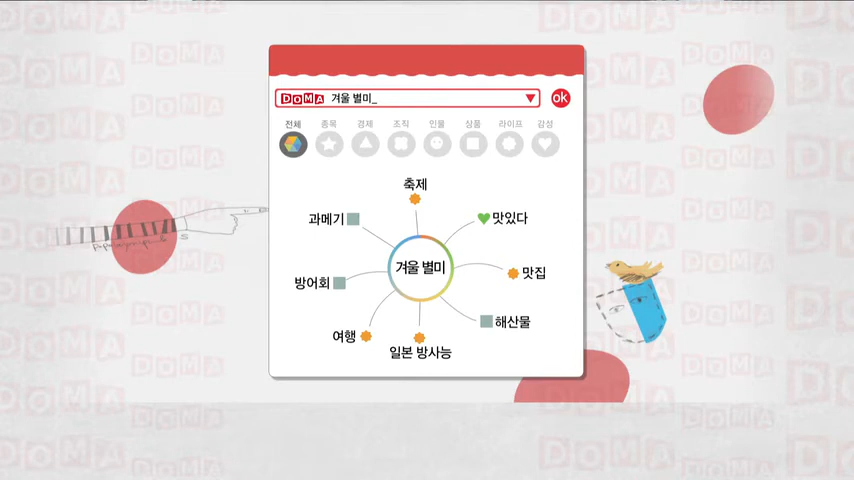 DOMA 겨울 별미_
ok
전체 종목 경제 조직 인물 상품 라이프 감성
축제
과메기
맛있다
겨울 별미
방어회
맛집
여행
해산물
일본 방사능
DOMA